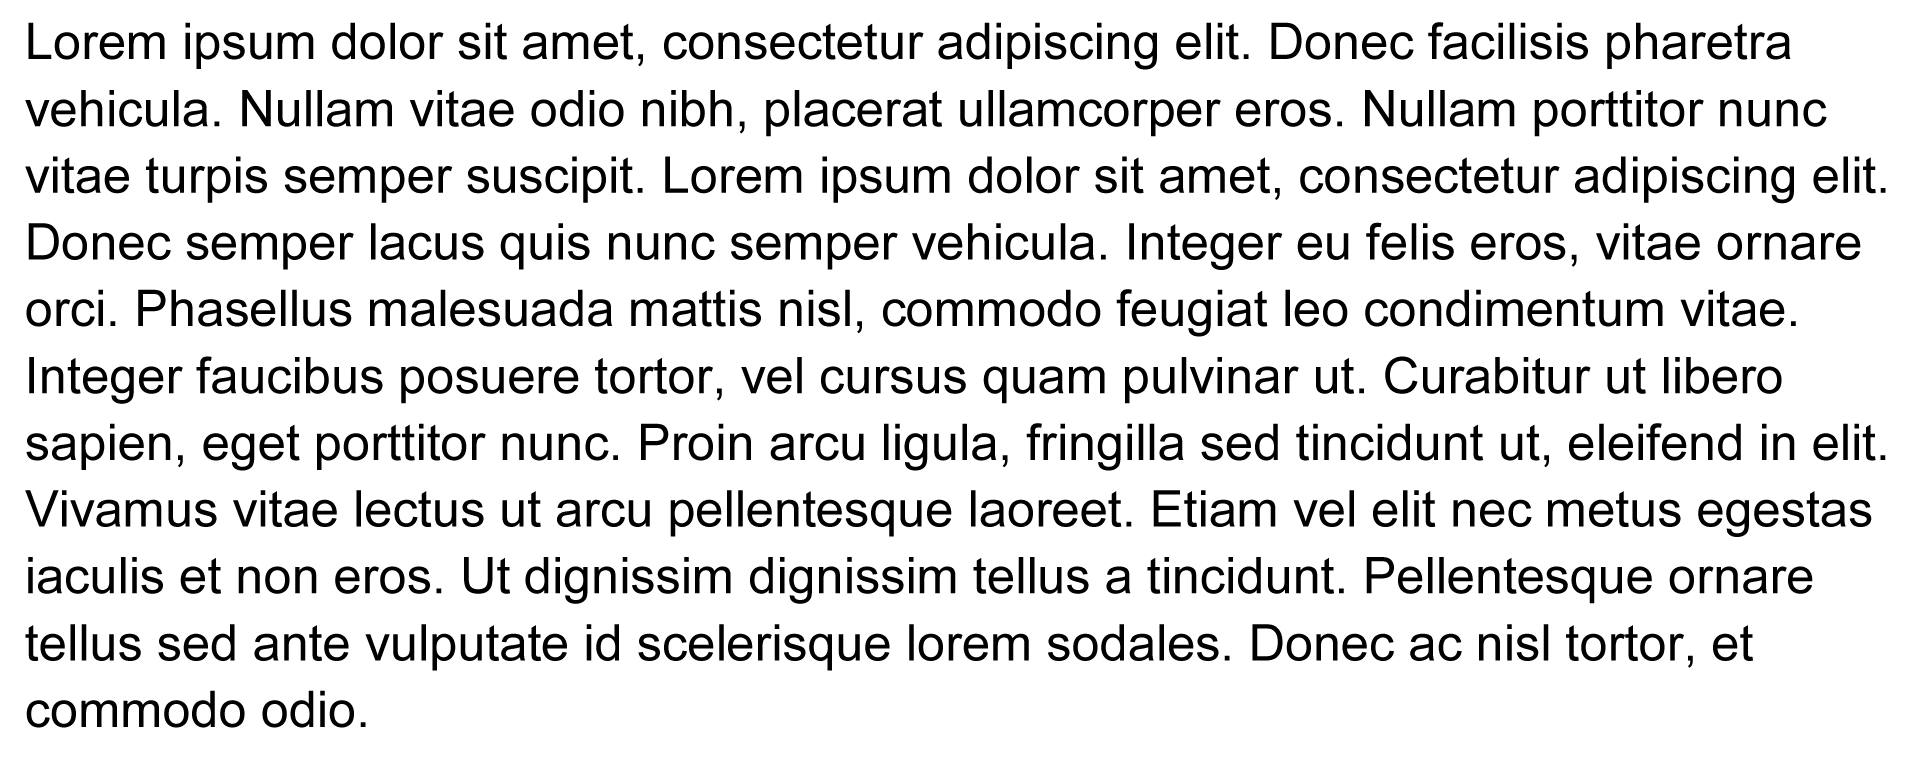 Lorem ipsum dolor sit amet, consectetur adipiscing elit. Donec facilisis pharetra
vehicula. Nullam vitae odio nibh, placerat ullamcorper eros. Nullam porttitor nunc
vitae turpis semper suscipit. Lorem ipsum dolor sit amet, consectetur adipiscing elit.
Donec semper lacus quis nunc semper vehicula. Integer eu felis eros, vitae ornare
orci. Phasellus malesuada mattis nisl, commodo feugiat leo condimentum vitae.
Integer faucibus posuere tortor, vel cursus quam pulvinar ut. Curabitur ut libero
sapien, eget porttitor nunc. Proin arcu ligula, fringilla sed tincidunt ut, eleifend in elit.
Vivamus vitae lectus ut arcu pellentesque laoreet. Etiam vel elit nec metus egestas
iaculis et non eros. Ut dignissim dignissim tellus a tincidunt. Pellentesque ornare
tellus sed ante vulputate id scelerisque lorem sodales. Donec ac nisl tortor, et
commodo odio.